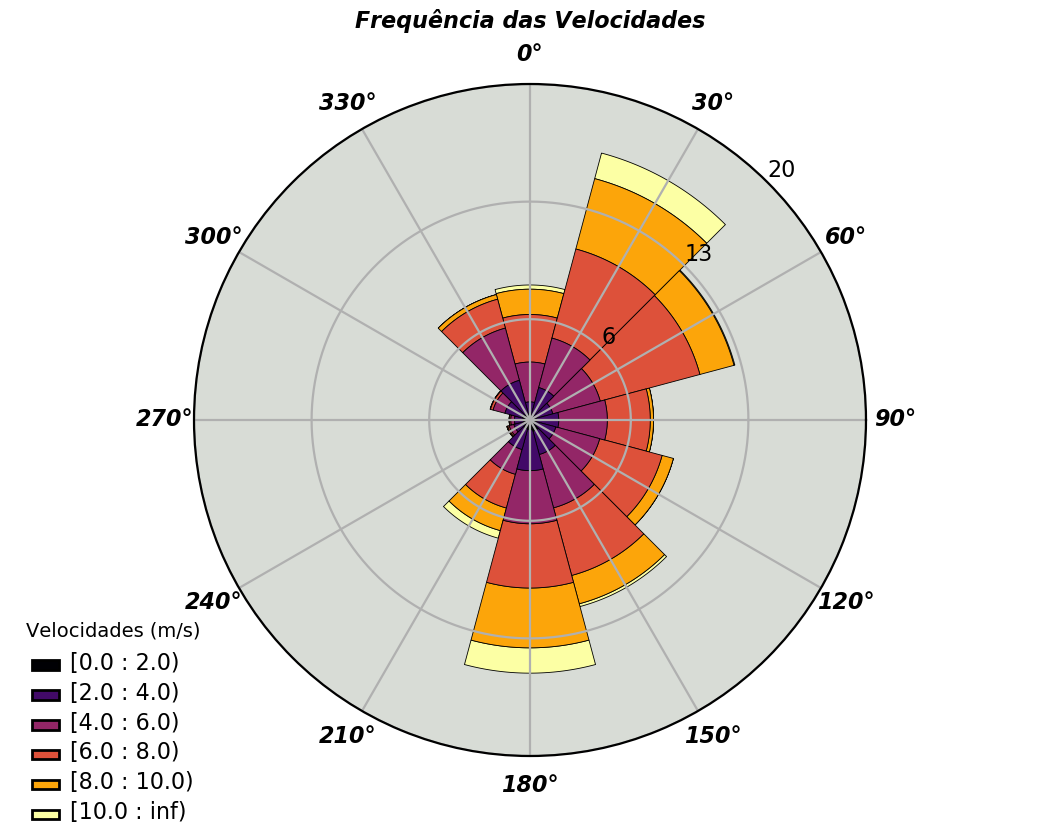 Frequência das Velocidades
0°
330°
30°
20
300°
60°
13
6
270°
90°
240°
120°
210°
150°
180°
Velocidades (m/s)
[0.0 : 2.0)
[2.0 : 4.0)
[4.0 : 6.0)
[6.0 : 8.0)
[8.0 : 10.0)
[10.0 : inf)